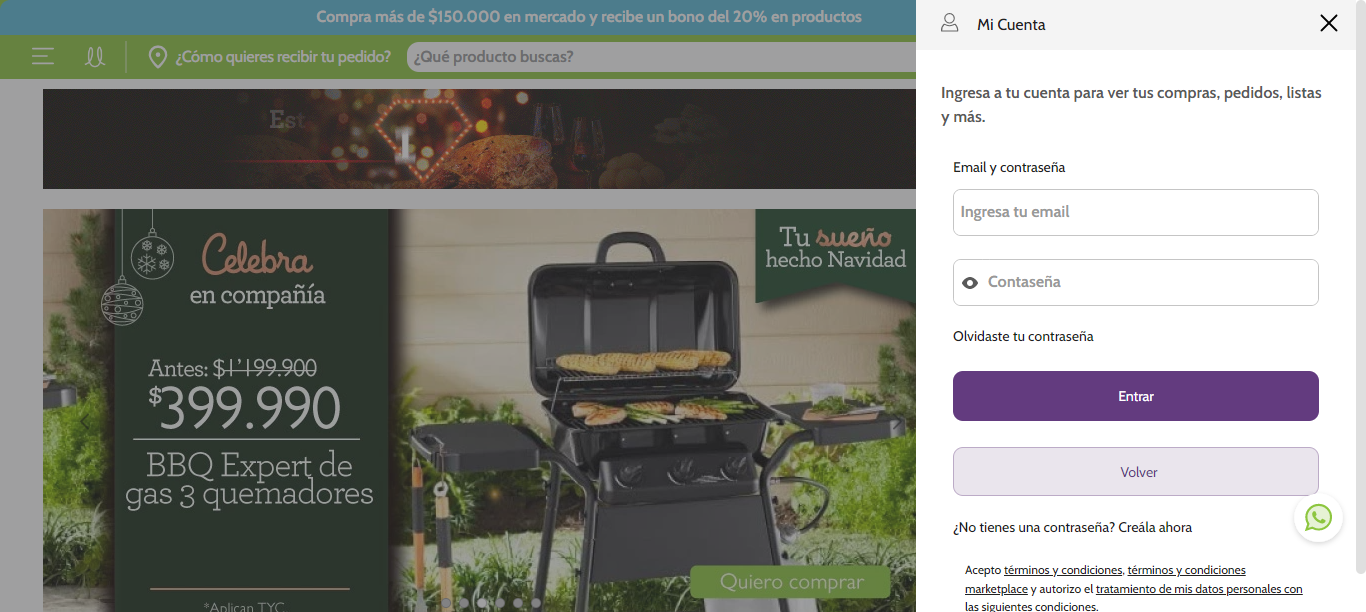 Compra más de $150.000 en mercado y recibe un bono del 20% en productos
¿Cómo quieres recibir tu pedido?
¿Qué producto buscas?
Est
1
Celebra
en compañía
Antes: $1'199.900
$399.990
BBQ Expert de
gas 3 quemadores
*Aplican TYC
Tu sueño
hecho Navidad
Quiero comprar
Mi Cuenta
Ingresa a tu cuenta para ver tus compras, pedidos, listas
y más.
Email y contraseña
Ingresa tu email
Contaseña
Olvidaste tu contraseña
Entrar
Volver
¿No tienes una contraseña? Creála ahora
Acepto términos y condiciones, términos y condiciones
marketplace y autorizo el tratamiento de mis datos personales con
las siguientes condiciones.